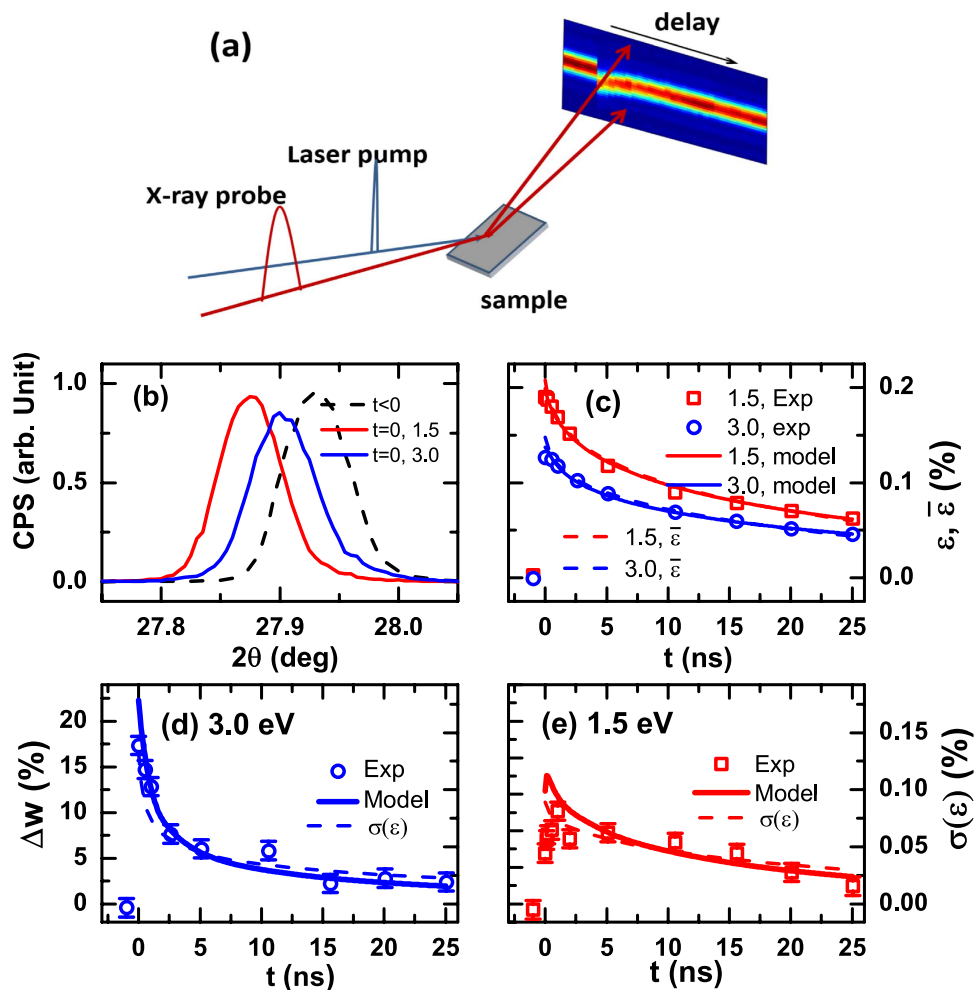 (a)
delay
Laser pump
X-ray probe
sample
CPS (arb. Unit)
1.0
0.5
0.0
(b)
t<0
t=0, 1.5
t=0, 3.0
27.8 27.9 28.0
2θ (deg)
(c)
1.5, Exp
3.0, exp
1.5, model
3.0, model
1.5, ε̅
3.0, ε̅
0.2
0.1
0.0
ε, ε̅ (%)
0 5 10 15 20 25
t (ns)
Δw (%)
20
15
10
5
0
(d) 3.0 eV
Exp
Model
σ(ε)
0 5 10 15 20 25
t (ns)
(e) 1.5 eV
Exp
Model
σ(ε)
0.15
0.10
0.05
0.00
σ(ε) (%)
0 5 10 15 20 25
t (ns)